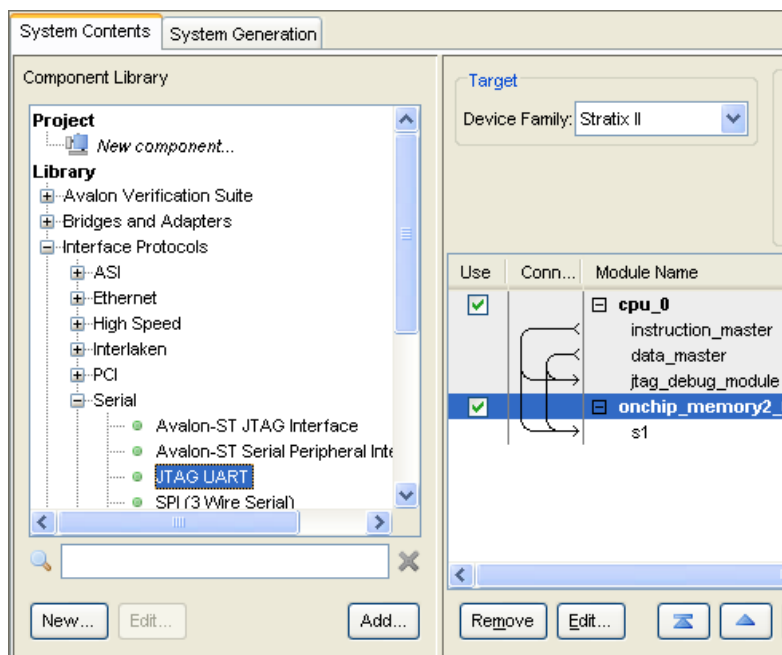 System Contents
System Generation
Component Library
Project
New component...
Library
Avalon Verification Suite
Bridges and Adapters
Interface Protocols
ASI
Ethernet
High Speed
Interlaken
PCI
Serial
Avalon-ST JTAG Interface
Avalon-ST Serial Peripheral Inte
JTAG UART
SPI (3 Wire Serial)
New...
Edit...
Add...
Target
Device Family: Stratix II
Use Conn... Module Name
cpu_0
instruction_master
data_master
jtag_debug_module
onchip_memory2_
s1
Remove
Edit...